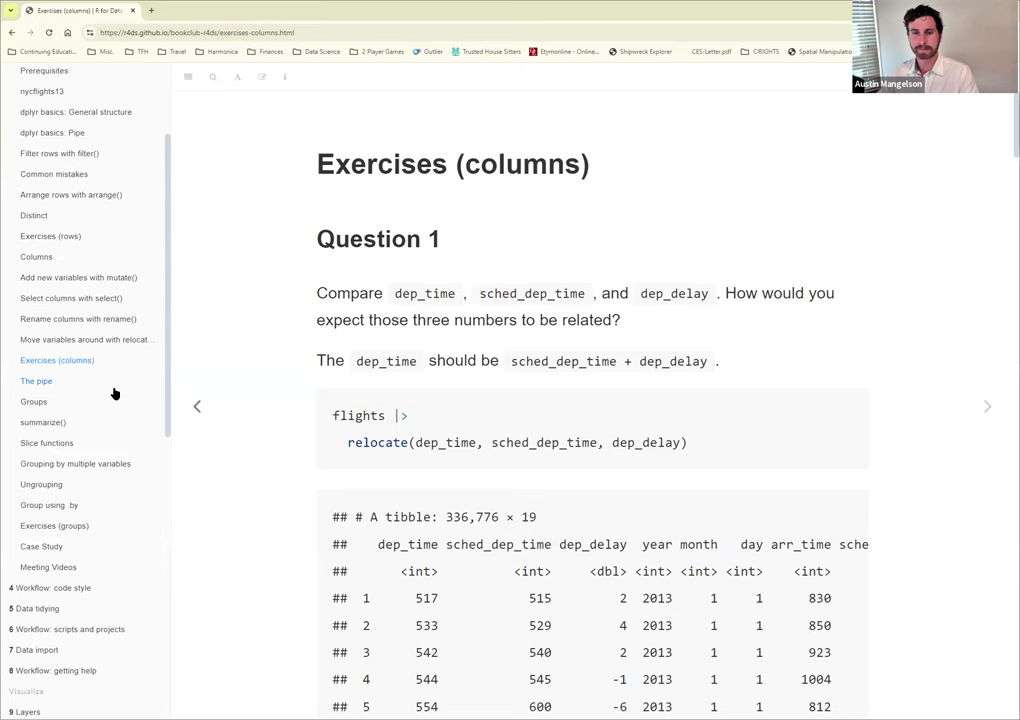 Exercises (columns) | R for Data
https://r4ds.github.io/bookclub-r4ds/exercises-columns.html
Continuing Educati...
Misc.
TFH
Travel
Harmonica
Finances
Data Science
2 Player Games
Outlier
Trusted House Sitters
Etymonline - Online...
Shipwreck Explorer
CES-Letter.pdf
CIRIGHTS
Spatial Manipulatio
Austin Mangelson
Prerequisites
nycflights13
dplyr basics: General structure
dplyr basics: Pipe
Filter rows with filter()
Common mistakes
Arrange rows with arrange()
Distinct
Exercises (rows)
Columns
Add new variables with mutate()
Select columns with select()
Rename columns with rename()
Move variables around with relocat...
Exercises (columns)
The pipe
Groups
summarize()
Slice functions
Grouping by multiple variables
Ungrouping
Group using .by
Exercises (groups)
Case Study
Meeting Videos
4 Workflow: code style
5 Data tidying
6 Workflow: scripts and projects
7 Data import
8 Workflow: getting help
Visualize
9 Layers
Exercises (columns)
Question 1
Compare dep_time , sched_dep_time , and dep_delay . How would you
expect those three numbers to be related?
The dep_time should be sched_dep_time + dep_delay .
flights |>
relocate(dep_time, sched_dep_time, dep_delay)
## # A tibble: 336,776 × 19
## dep_time sched_dep_time dep_delay year month day arr_time sche
## <int> <int> <dbl> <int> <int> <int> <int>
## 1 517 515 2 2013 1 1 830
## 2 533 529 4 2013 1 1 850
## 3 542 540 2 2013 1 1 923
## 4 544 545 -1 2013 1 1 1004
## 5 554 600 -6 2013 1 1 812